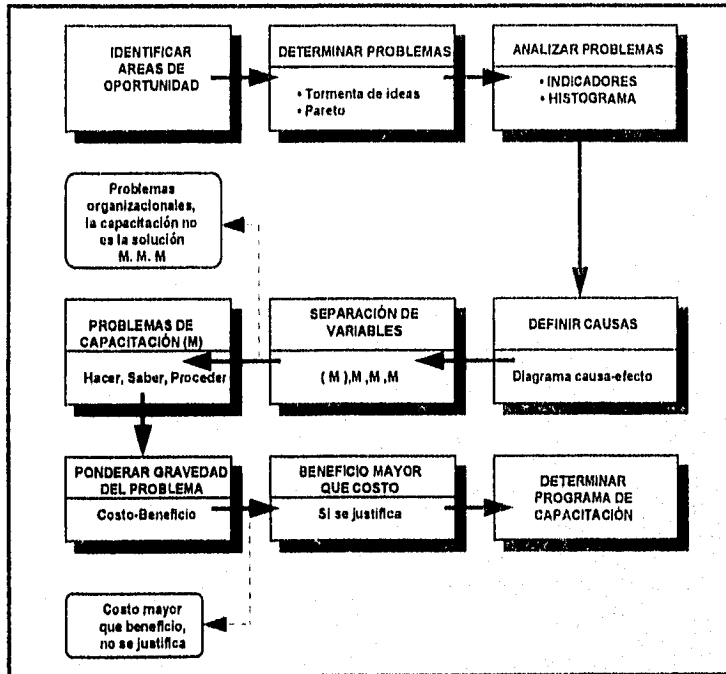 IDENTIFICAR
AREAS DE
OPORTUNIDAD
DETERMINAR PROBLEMAS
• Tormenta de ideas
• Pareto
ANALIZAR PROBLEMAS
• INDICADORES
• HISTOGRAMA
Problemas
organizacionales,
la capacitación no
es la solución
M. M. M
PROBLEMAS DE
CAPACITACIÓN (M)
Hacer, Saber, Proceder
SEPARACIÓN DE
VARIABLES
( M ),M ,M ,M
DEFINIR CAUSAS
Diagrama causa-efecto
PONDERAR GRAVEDAD
DEL PROBLEMA
Costo-Beneficio
BENEFICIO MAYOR
QUE COSTO
Si se justifica
DETERMINAR
PROGRAMA DE
CAPACITACIÓN
Costo mayor
que beneficio,
no se justifica